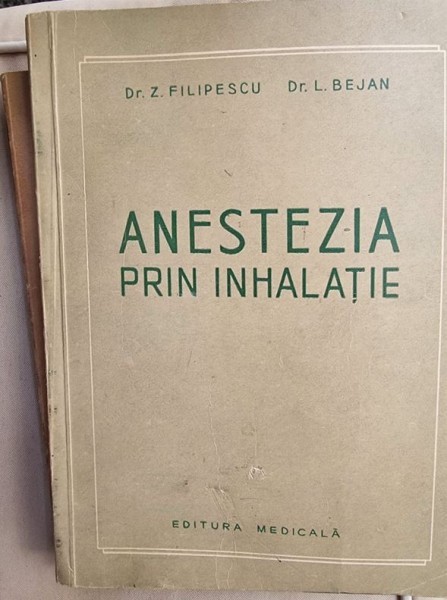 Dr. Z. FILIPESCU Dr. L. BEJAN
ANESTEZIA
PRIN INHALAȚIE
EDITURA MEDICALĂ